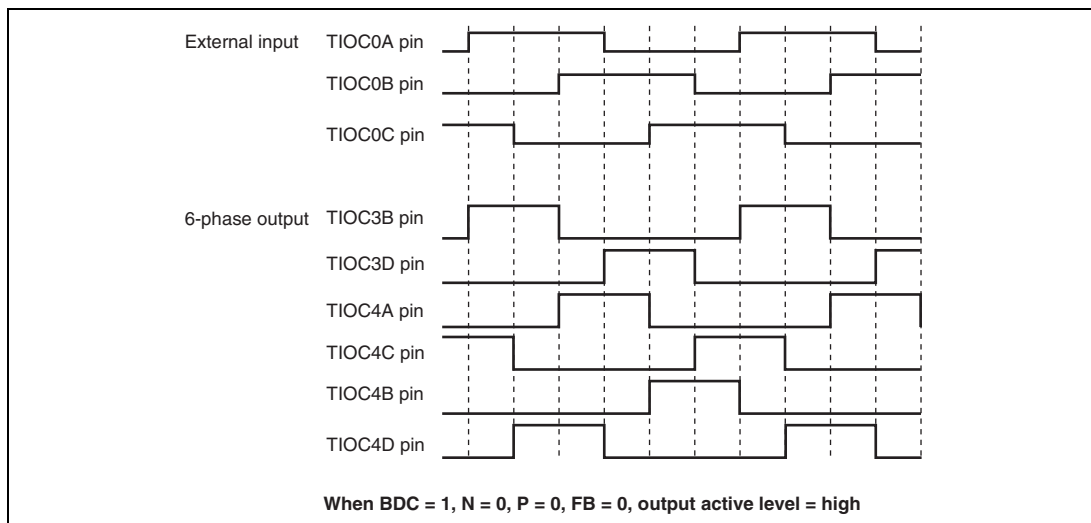 External input TIOC0A pin
TIOC0B pin
TIOC0C pin
6-phase output TIOC3B pin
TIOC3D pin
TIOC4A pin
TIOC4C pin
TIOC4B pin
TIOC4D pin
When BDC = 1, N = 0, P = 0, FB = 0, output active level = high